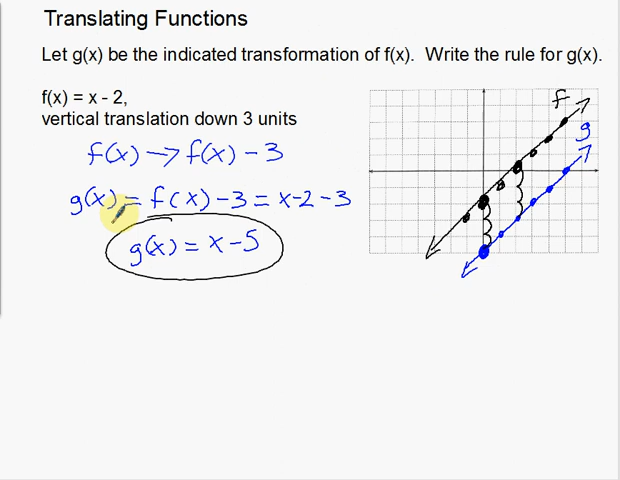 Translating Functions
Let g(x) be the indicated transformation of f(x). Write the rule for g(x).
f(x) = x - 2,
vertical translation down 3 units
f(x) → f(x) - 3
g(x) = f(x) - 3 = x - 2 - 3
g(x) = x - 5
f
g